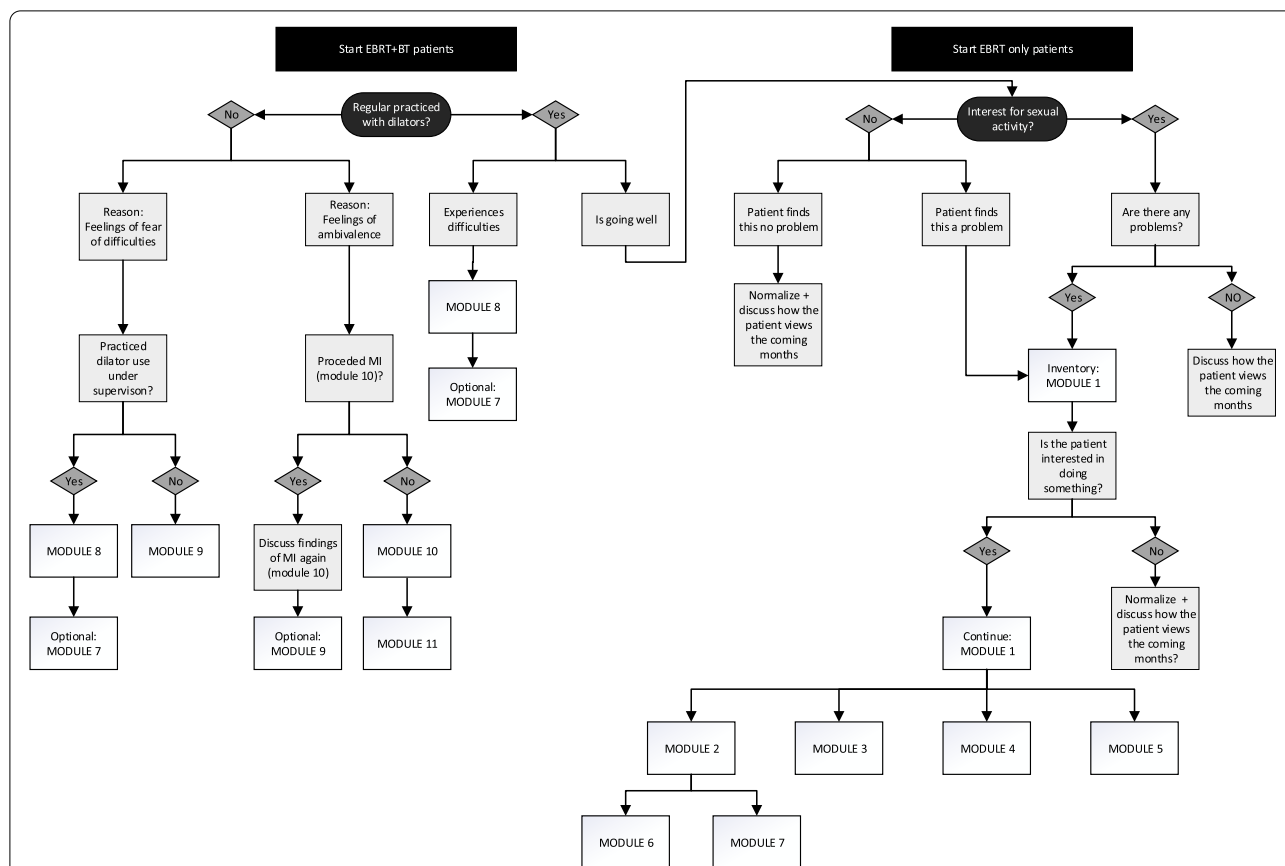 Start EBRT+BT patients
Start EBRT only patients
Regular practiced
with dilators?
No
Yes
Interest for sexual
activity?
No
Yes
Reason:
Feelings of fear
of difficulties
Reason:
Feelings of
ambivalence
Experiences
difficulties
Is going well
Patient finds
this no problem
Patient finds
this a problem
Are there any
problems?
MODULE 8
Normalize +
discuss how the
patient views
the coming
months
Yes
NO
Practiced
dilator use
under
supervison?
Proceded MI
(module 10)?
Optional:
MODULE 7
Inventory:
MODULE 1
Discuss how the
patient views
the coming
months
Yes
No
Yes
No
Is the patient
interested in
doing
something?
MODULE 8
MODULE 9
Discuss findings
of MI again
(module 10)
MODULE 10
Yes
No
Optional:
MODULE 7
Optional:
MODULE 9
MODULE 11
Continue:
MODULE 1
Normalize +
discuss how the
patient views
the coming
months?
MODULE 2
MODULE 3
MODULE 4
MODULE 5
MODULE 6
MODULE 7